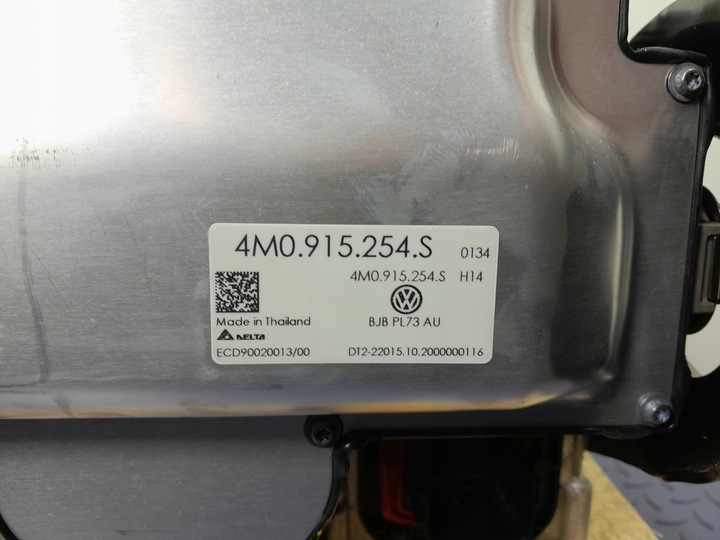 4M0.915.254.S 0134
4M0.915.254.S H14
Made in Thailand BJB PL73 AU
DELTA
ECD90020013/00 DT2-22015.10.2000000116